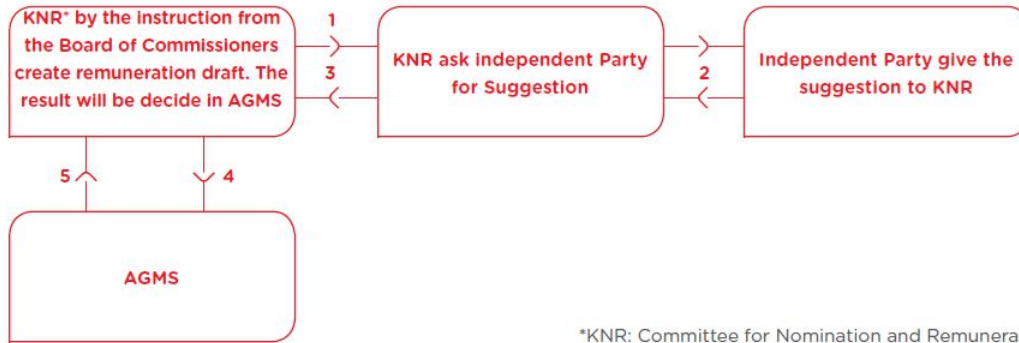 KNR* by the instruction from
the Board of Commissioners
create remuneration draft. The
result will be decide in AGMS
1
3
KNR ask independent Party
for Suggestion
2
Independent Party give the
suggestion to KNR
5
4
AGMS
*KNR: Committee for Nomination and Remunera